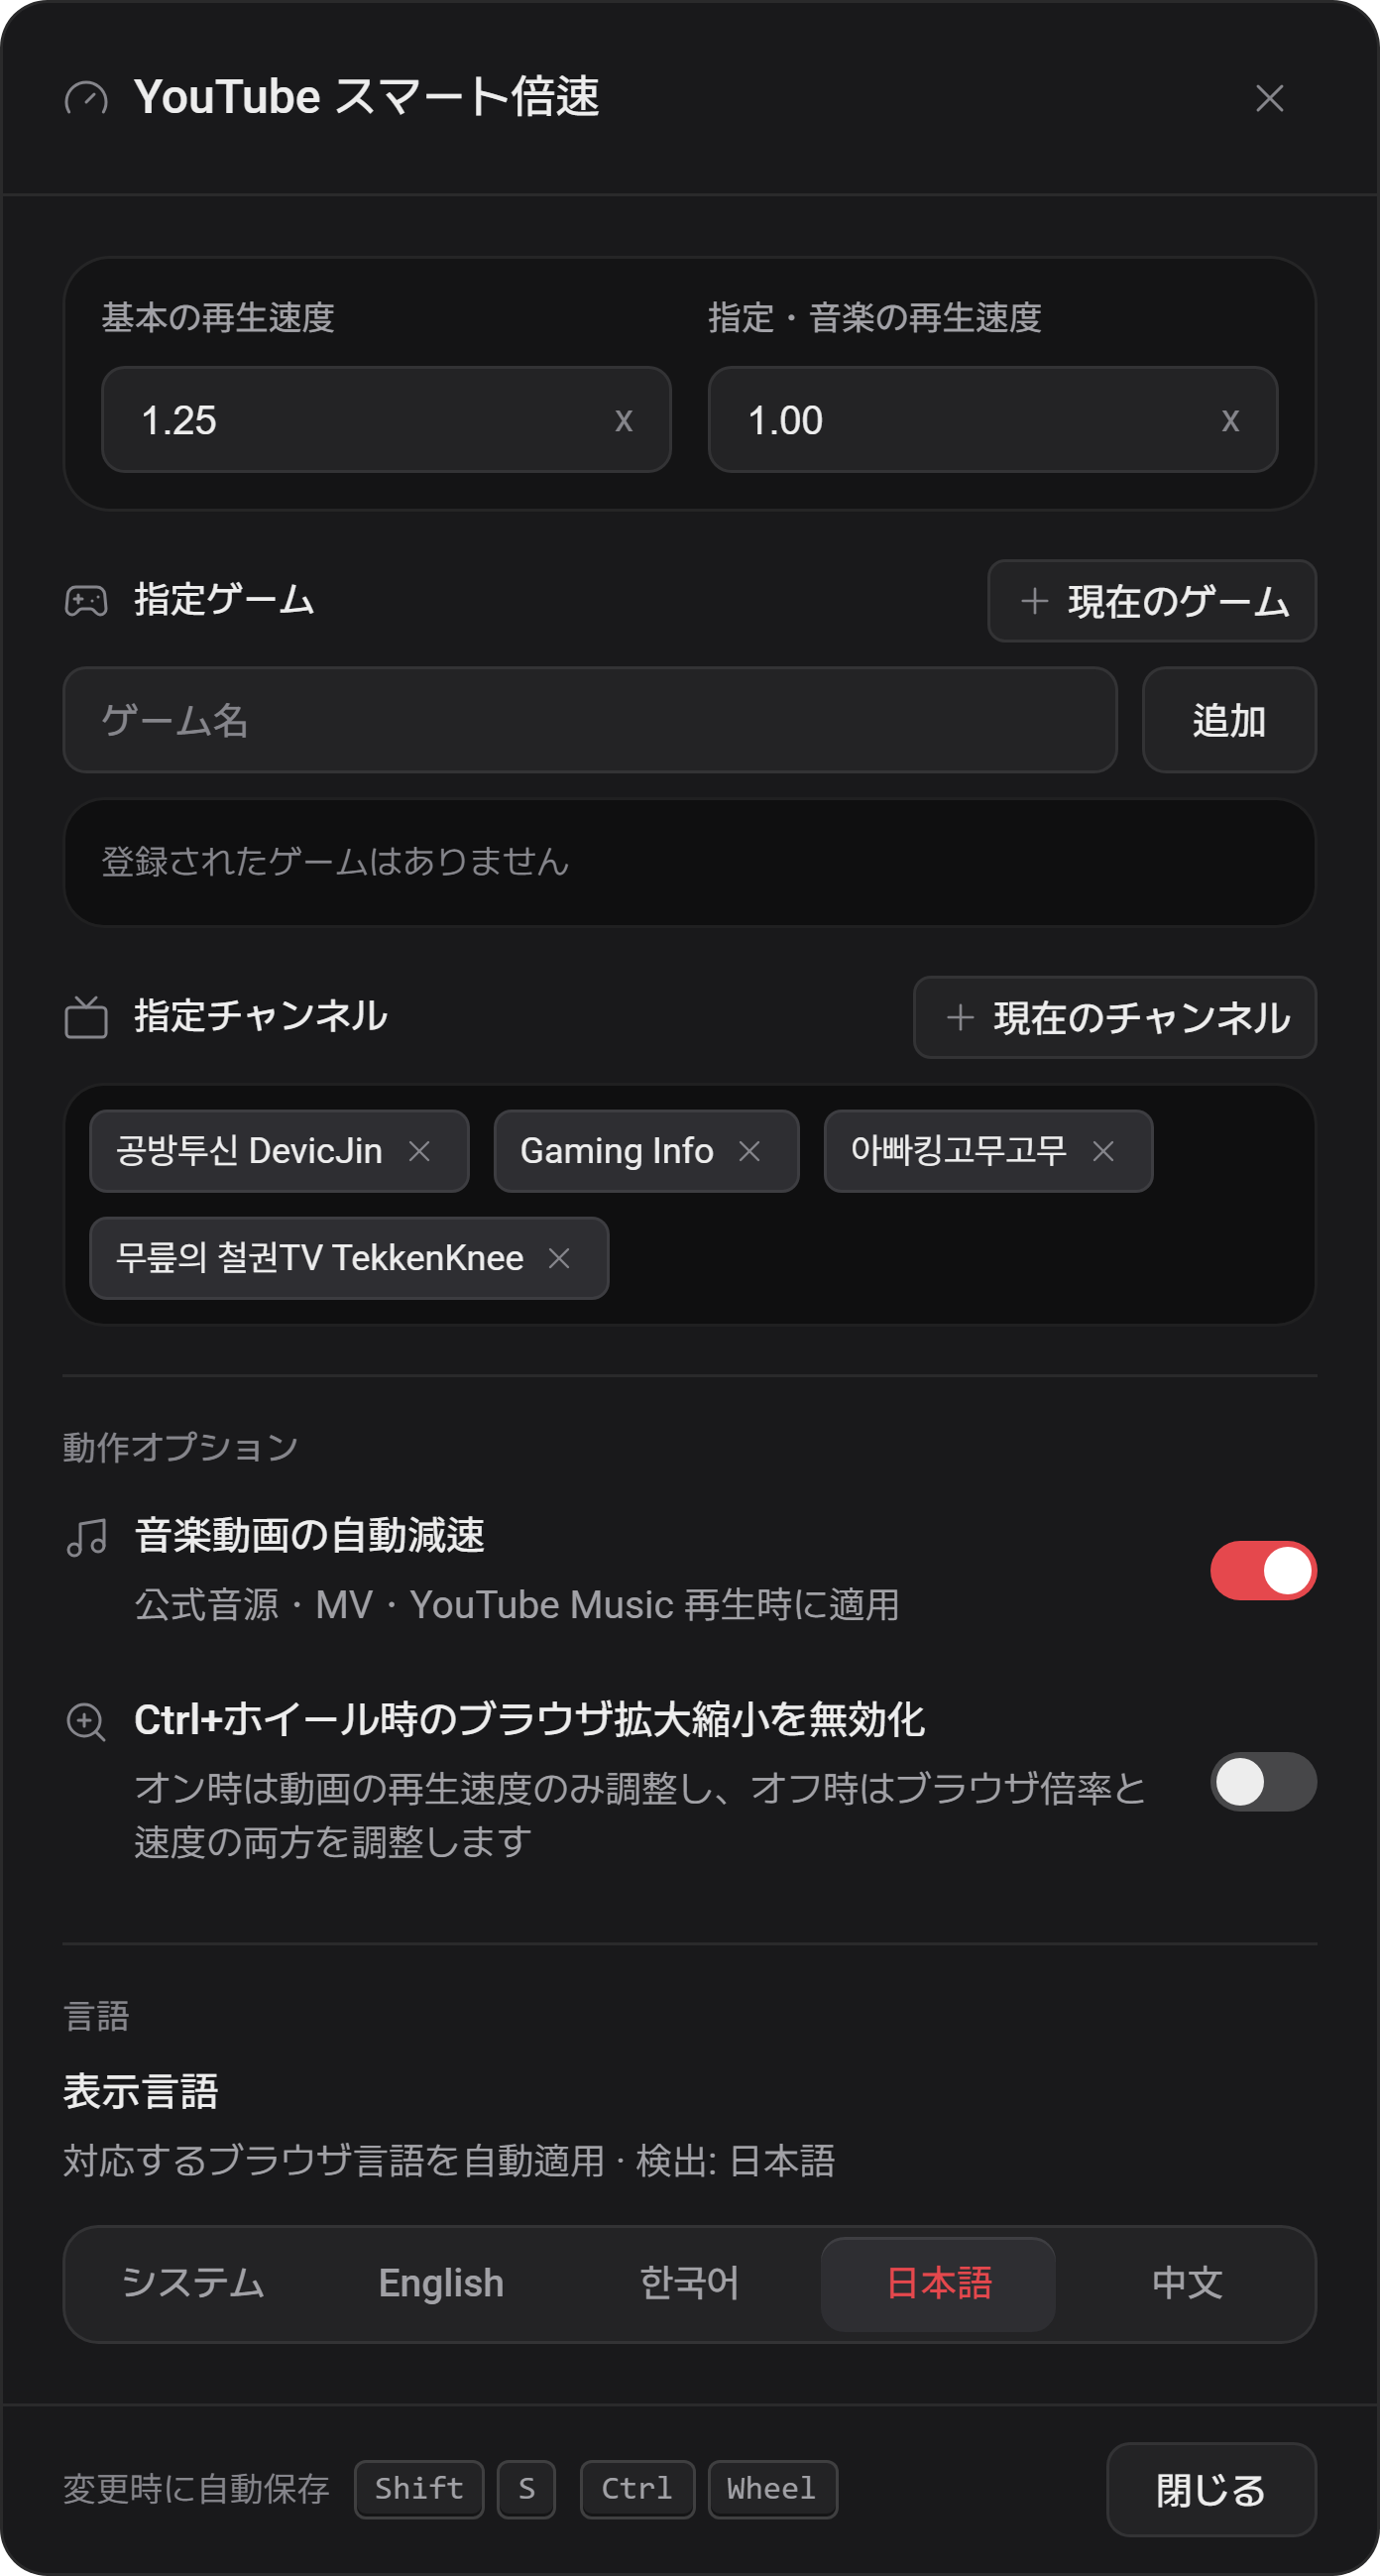 YouTube スマート倍速
基本の再生速度
指定・音楽の再生速度
1.25 x
1.00 x
指定ゲーム
現在のゲーム
ゲーム名
追加
登録されたゲームはありません
指定チャンネル
現在のチャンネル
공방투신 DevicJin
Gaming Info
아빠킹고무고무
무릎의 철권TV TekkenKnee
動作オプション
音楽動画の自動減速
公式音源・MV・YouTube Music 再生時に適用
Ctrl+ホイール時のブラウザ拡大縮小を無効化
オン時は動画の再生速度のみ調整し、オフ時はブラウザ倍率と
速度の両方を調整します
言語
表示言語
対応するブラウザ言語を自動適用 · 検出: 日本語
システム English 한국어 日本語 中文
変更時に自動保存 Shift S Ctrl Wheel
閉じる